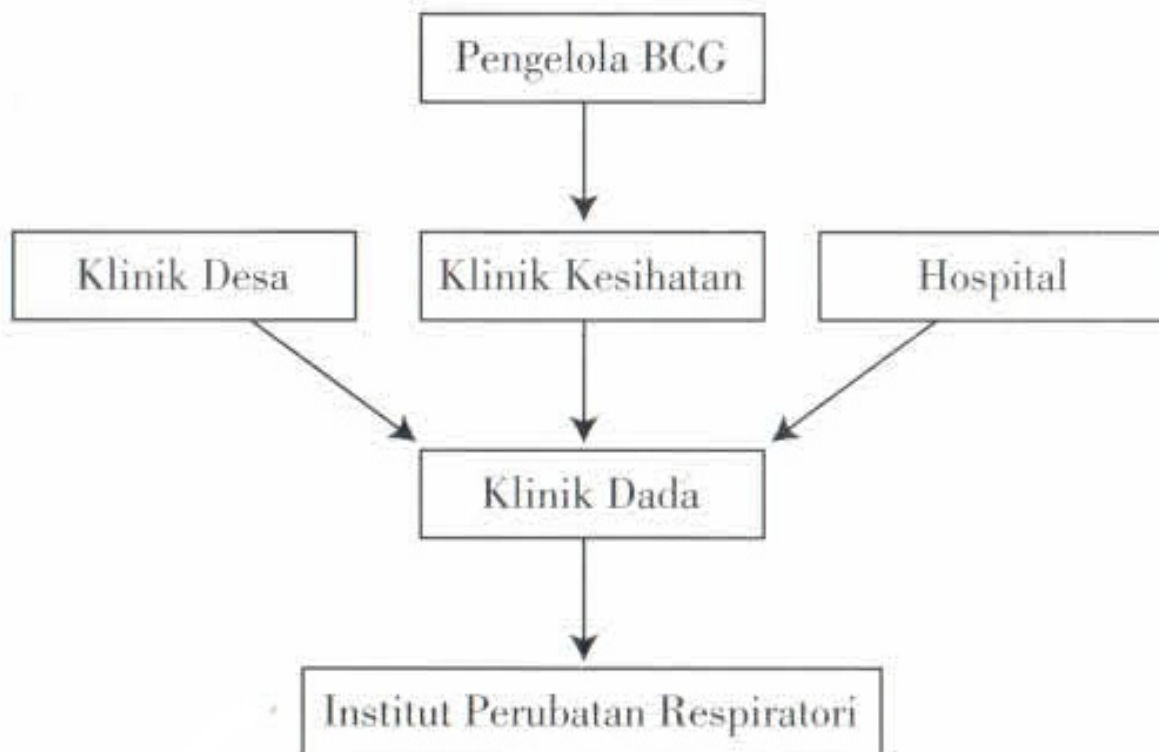 Pengelola BCG
Klinik Desa
Klinik Kesihatan
Hospital
Klinik Dada
Institut Perubatan Respiratori